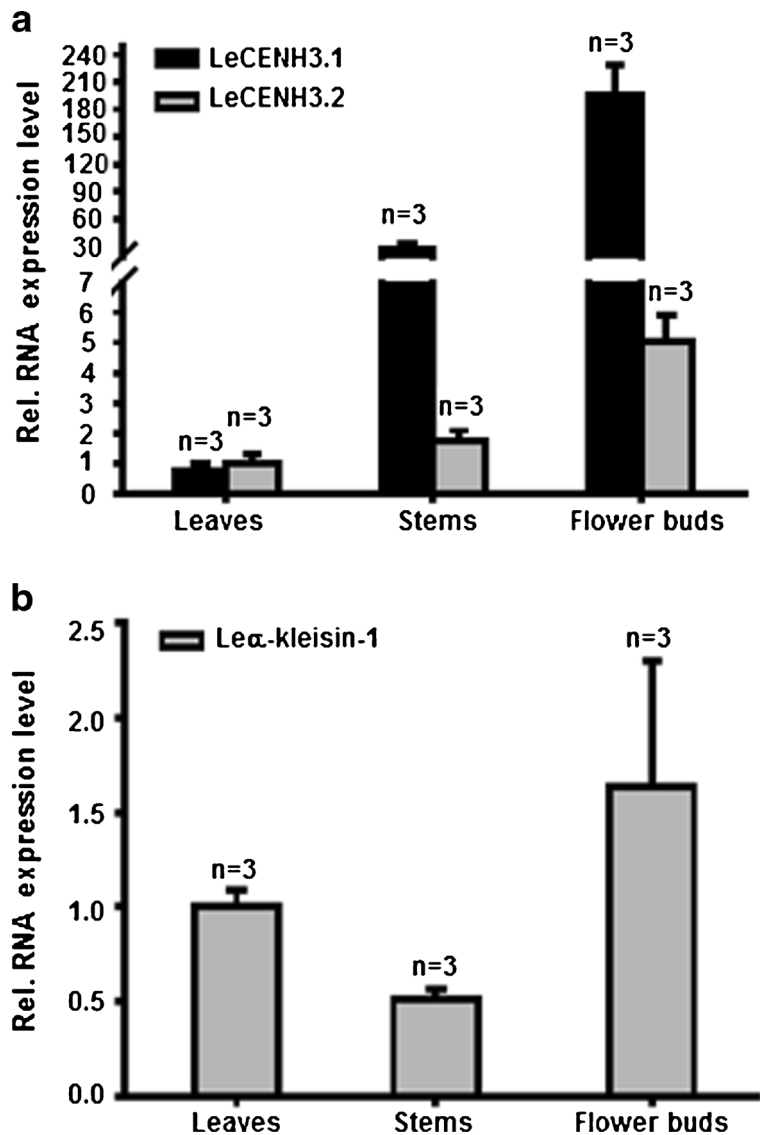 a
Rel. RNA expression level
240
210
180
150
120
90
60
30
7
6
5
4
3
2
1
0
LeCENH3.1
LeCENH3.2
n=3
n=3
n=3
n=3
n=3
n=3
Leaves Stems Flower buds
b
Rel. RNA expression level
2.5
2.0
1.5
1.0
0.5
0.0
Leα-kleisin-1
n=3
n=3
n=3
Leaves Stems Flower buds